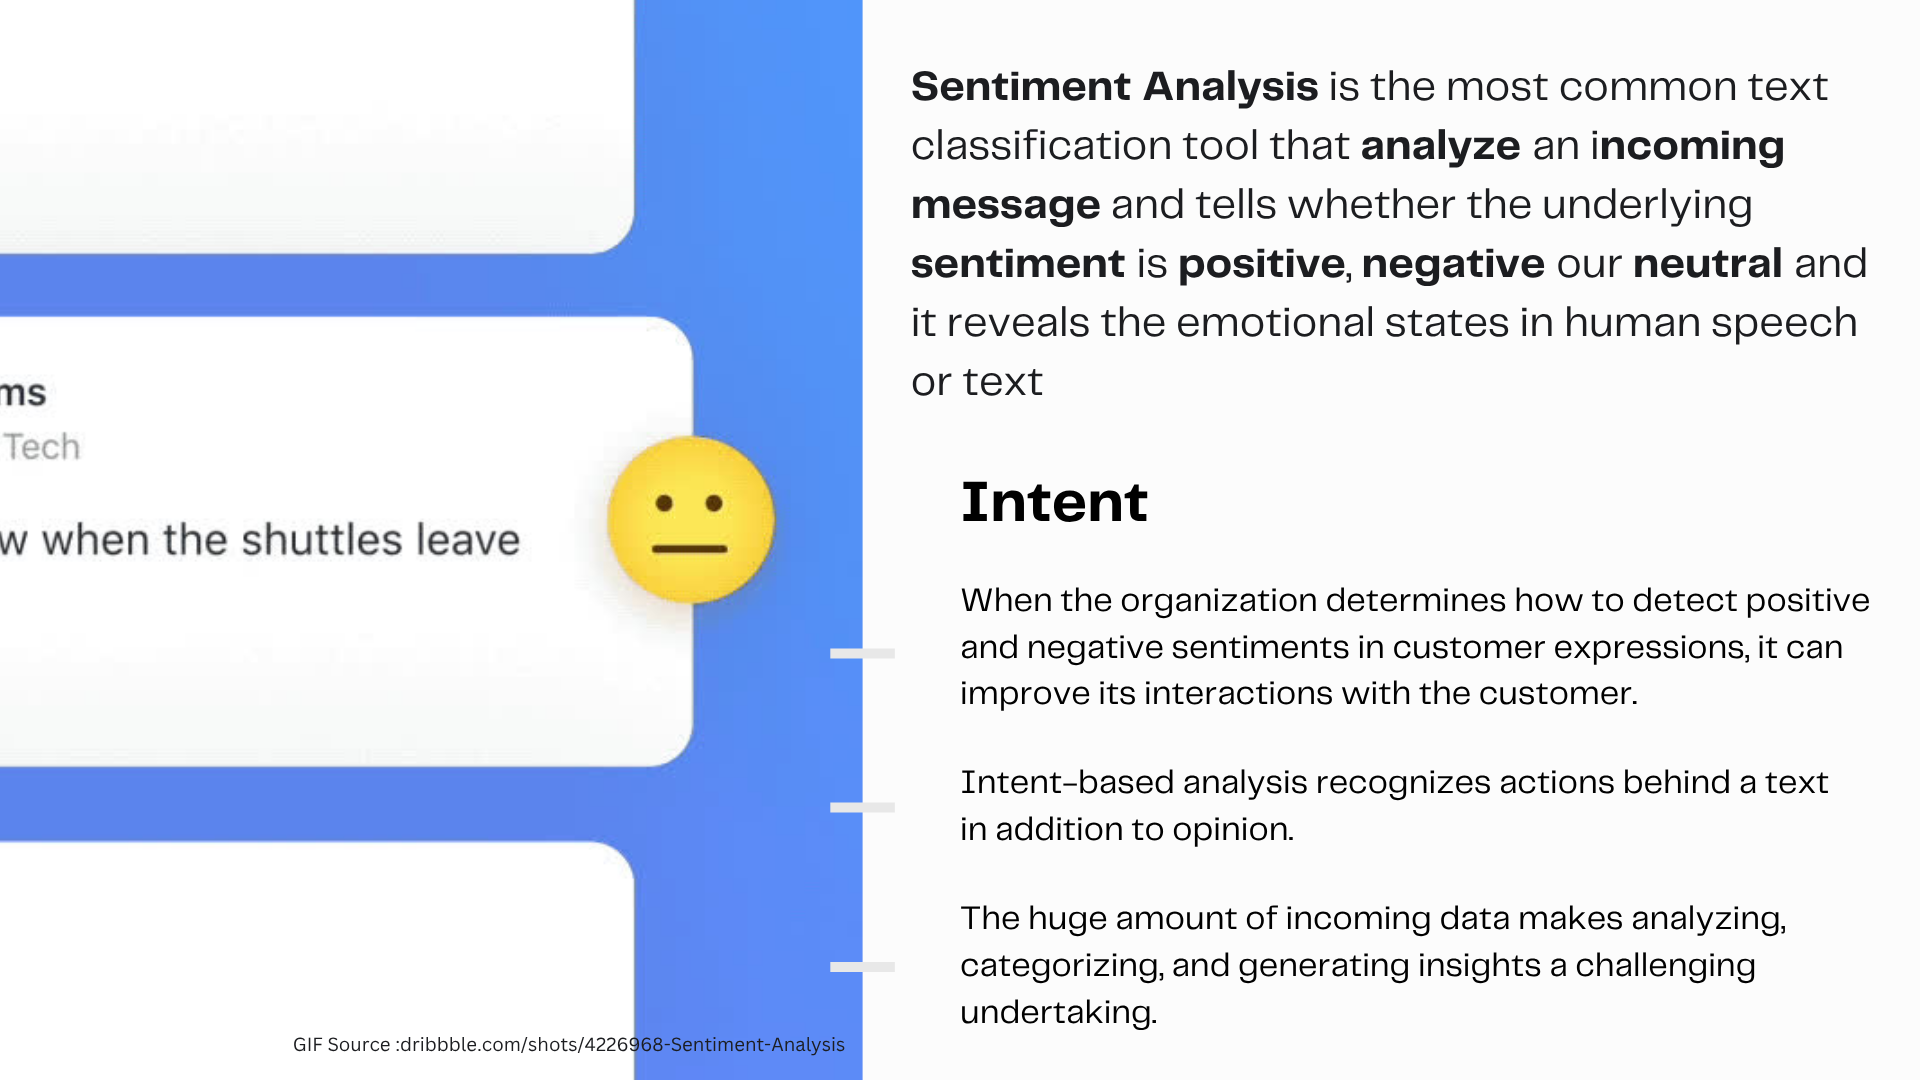 ms
Tech
w when the shuttles leave
GIF Source :dribbble.com/shots/4226968-Sentiment-Analysis
Sentiment Analysis is the most common text
classification tool that analyze an incoming
message and tells whether the underlying
sentiment is positive, negative our neutral and
it reveals the emotional states in human speech
or text
Intent
When the organization determines how to detect positive
and negative sentiments in customer expressions, it can
improve its interactions with the customer.
Intent-based analysis recognizes actions behind a text
in addition to opinion.
The huge amount of incoming data makes analyzing,
categorizing, and generating insights a challenging
undertaking.